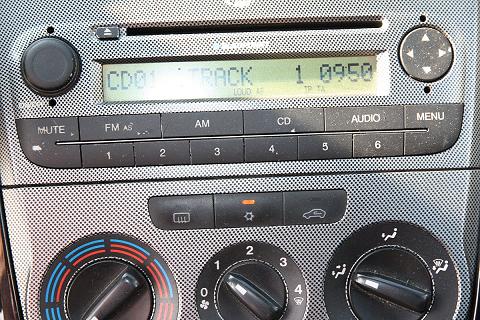 CD01 TRACK 1 0950
LOUD AF TP TA
MUTE FM AS AM CD AUDIO MENU
1 2 3 4 5 6
0 1 2 3 4